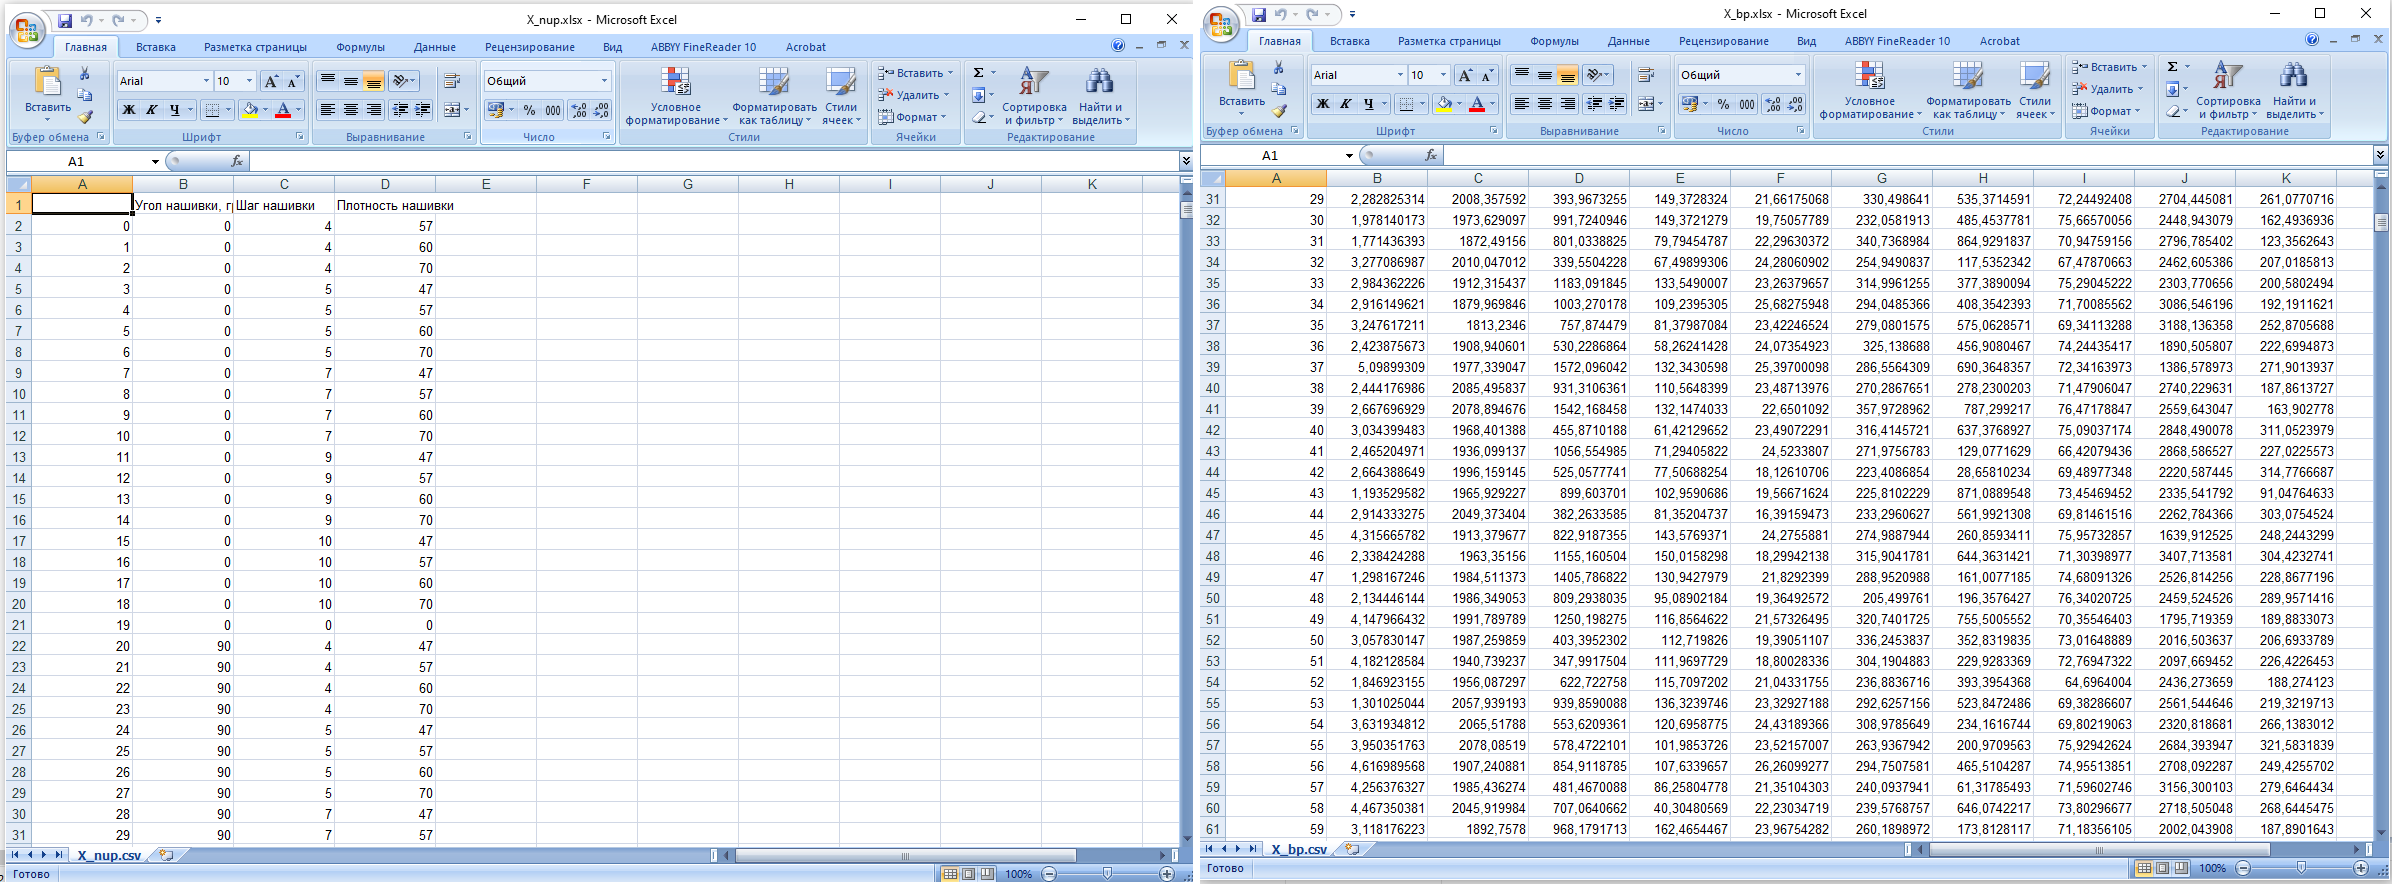 X_nup.xlsx - Microsoft Excel
Главная Вставка Разметка страницы Формулы Данные Рецензирование Вид ABBYY FineReader 10 Acrobat
Вставить
Arial 10
Ж К Ч
Общий
% 000
Условное форматирование
Форматировать как таблицу
Стили ячеек
Вставить
Удалить
Формат
Σ
Сортировка и фильтр
Найти и выделить
Буфер обмена Шрифт Выравнивание Число Стили Ячейки Редактирование
A1 fx
A B C D E F G H I J K
1 Угол нашивки, гр Шаг нашивки Плотность нашивки
2 0 0 4 57
3 1 0 4 60
4 2 0 4 70
5 3 0 5 47
6 4 0 5 57
7 5 0 5 60
8 6 0 5 70
9 7 0 7 47
10 8 0 7 57
11 9 0 7 60
12 10 0 7 70
13 11 0 9 47
14 12 0 9 57
15 13 0 9 60
16 14 0 9 70
17 15 0 10 47
18 16 0 10 57
19 17 0 10 60
20 18 0 10 70
21 19 0 0 0
22 20 90 4 47
23 21 90 4 57
24 22 90 4 60
25 23 90 4 70
26 24 90 5 47
27 25 90 5 57
28 26 90 5 60
29 27 90 5 70
30 28 90 7 47
31 29 90 7 57
X_nup.csv
Готово 100%
X_bp.xlsx - Microsoft Excel
Главная Вставка Разметка страницы Формулы Данные Рецензирование Вид ABBYY FineReader 10 Acrobat
Вставить
Arial 10
Ж К Ч
Общий
% 000
Условное форматирование
Форматировать как таблицу
Стили ячеек
Вставить
Удалить
Формат
Σ
Сортировка и фильтр
Найти и выделить
Буфер обмена Шрифт Выравнивание Число Стили Ячейки Редактирование
A1 fx
A B C D E F G H I J K
31 29 2,282825314 2008,357592 393,9673255 149,3728324 21,66175068 330,498641 535,3714591 72,24492408 2704,445081 261,0770716
32 30 1,978140173 1973,629097 991,7240946 149,3721279 19,75057789 232,0581913 485,4537781 75,66570056 2448,943079 162,4936936
33 31 1,771436393 1872,49156 801,0338825 79,79454787 22,29630372 340,7368984 864,9291837 70,94759156 2796,785402 123,3562643
34 32 3,277086987 2010,047012 339,5504228 67,49899306 24,28060902 254,9490837 117,5352342 67,47870663 2462,605386 207,0185813
35 33 2,984362226 1912,315437 1183,091845 133,5490007 23,26379657 314,9961255 377,3890094 75,29045222 2303,770656 200,5802494
36 34 2,916149621 1879,969846 1003,270178 109,2395305 25,68275948 294,0485366 408,3542393 71,70085562 3086,546196 192,1911621
37 35 3,247617211 1813,2346 757,874479 81,37987084 23,42246524 279,0801575 575,0628571 69,34113288 3188,136358 252,8705688
38 36 2,423875673 1908,940601 530,2286864 58,26241428 24,07354923 325,138688 456,9080467 74,24435417 1890,505807 222,6994873
39 37 5,09899309 1977,339047 1572,096042 132,3430598 25,39700098 286,5564309 690,3648357 72,34163973 1386,578973 271,9013937
40 38 2,444176986 2085,495837 931,3106361 110,5648399 23,48713976 270,2867651 278,2300203 71,47906047 2740,229631 187,8613727
41 39 2,667696929 2078,894676 1542,168458 132,1474033 22,6501092 357,9728962 787,299217 76,47178847 2559,643047 163,902778
42 40 3,034399483 1968,401388 455,8710188 61,42129652 23,49072291 316,4145721 637,3768927 75,09037174 2848,490078 311,0523979
43 41 2,465204971 1936,099137 1056,554985 71,29405822 24,5233807 271,9756783 129,0771629 66,42079436 2868,586527 227,0225573
44 42 2,664388649 1996,159145 525,0577741 77,50688254 18,12610706 223,4086854 28,65810234 69,48977348 2220,587445 314,7766687
45 43 1,193529582 1965,929227 899,603701 102,9590686 19,56671624 225,8102229 871,0889548 73,45469452 2335,541792 91,04764633
46 44 2,914333275 2049,373404 382,2633585 81,35204737 16,39159473 233,2960627 561,9921308 69,81461516 2262,784366 303,0754524
47 45 4,315665782 1913,379677 822,9187355 143,5769371 24,2755881 274,9887944 260,8593411 75,95732857 1639,912525 248,2443299
48 46 2,338424288 1963,35156 1155,160504 150,0158298 18,29942138 315,9041781 644,3631421 71,30398977 3407,713581 304,4232741
49 47 1,298167246 1984,511373 1405,786822 130,9427979 21,8292399 288,9520988 161,0077185 74,68091326 2526,814256 228,8677196
50 48 2,134446144 1986,349053 809,2938035 95,08902184 19,36492572 205,499761 196,3576427 76,34020725 2459,524526 289,9571416
51 49 4,147966432 1991,789789 1250,198275 116,8564622 21,57326495 320,7401725 755,5005552 70,35546403 1795,719359 189,8833073
52 50 3,057830147 1987,259859 403,3952302 112,719826 19,39051107 336,2453837 352,8319835 73,01648889 2016,503637 206,6933789
53 51 4,182128584 1940,739237 347,9917504 111,9697729 18,80028336 304,1904883 229,9283369 72,76947322 2097,669452 226,4226453
54 52 1,846923155 1956,087297 622,722758 115,7097202 21,04331755 236,8836716 393,3954368 64,6964004 2436,273659 188,274123
55 53 1,301025044 2057,939193 939,8590088 136,3239746 23,32927188 292,6257156 523,8472486 69,38286607 2561,544646 219,3219713
56 54 3,631934812 2065,51788 553,6209361 120,6958775 24,43189366 308,9785649 234,1616744 69,80219063 2320,818681 266,1383012
57 55 3,950351763 2078,08519 578,4722101 101,9853726 23,52157007 263,9367942 200,9709563 75,92942624 2684,393947 321,5831839
58 56 4,616989568 1907,240881 854,9118785 107,6339657 26,26099277 294,7507581 465,5104287 74,95513851 2708,092287 249,4255702
59 57 4,256376327 1985,436274 481,4670088 86,25804778 21,35104303 240,0937941 61,31785493 71,59602746 3156,300103 279,6464434
60 58 4,467350381 2045,919984 707,0640662 40,30480569 22,23034719 239,5768757 646,0742217 73,80296677 2718,505048 268,6445475
61 59 3,118176223 1892,7578 968,1791713 162,4654467 23,96754282 260,1898972 173,8128117 71,18356105 2002,043908 187,8901643
X_bp.csv
Готово 100%